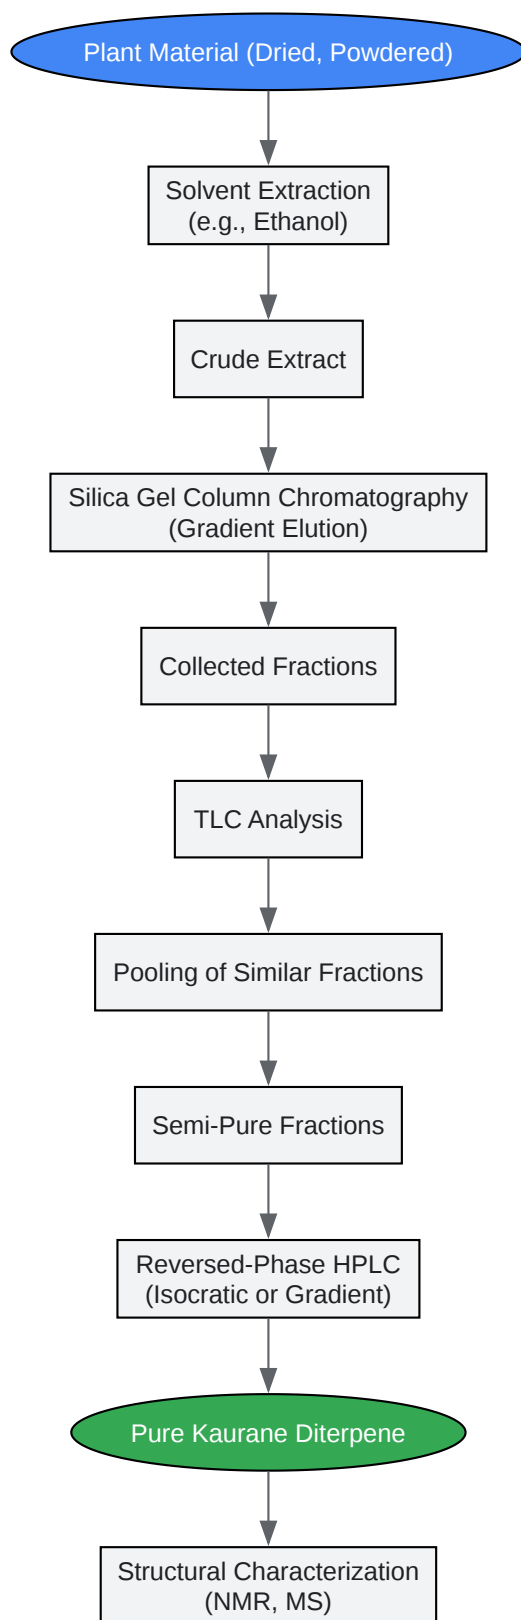 Plant Material (Dried, Powdered)
Solvent Extraction
(e.g., Ethanol)
Crude Extract
Silica Gel Column Chromatography
(Gradient Elution)
Collected Fractions
TLC Analysis
Pooling of Similar Fractions
Semi-Pure Fractions
Reversed-Phase HPLC
(Isocratic or Gradient)
Pure Kaurane Diterpene
Structural Characterization
(NMR, MS)